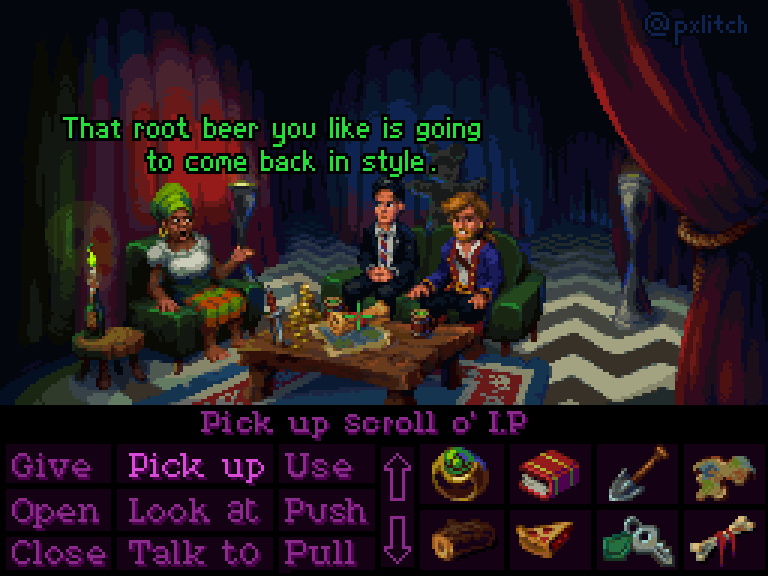 @pxlitch
That root beer you like is going
to come back in style.
Pick up Scroll o' LP
Give Pick up Use
Open Look at Push
Close Talk to Pull